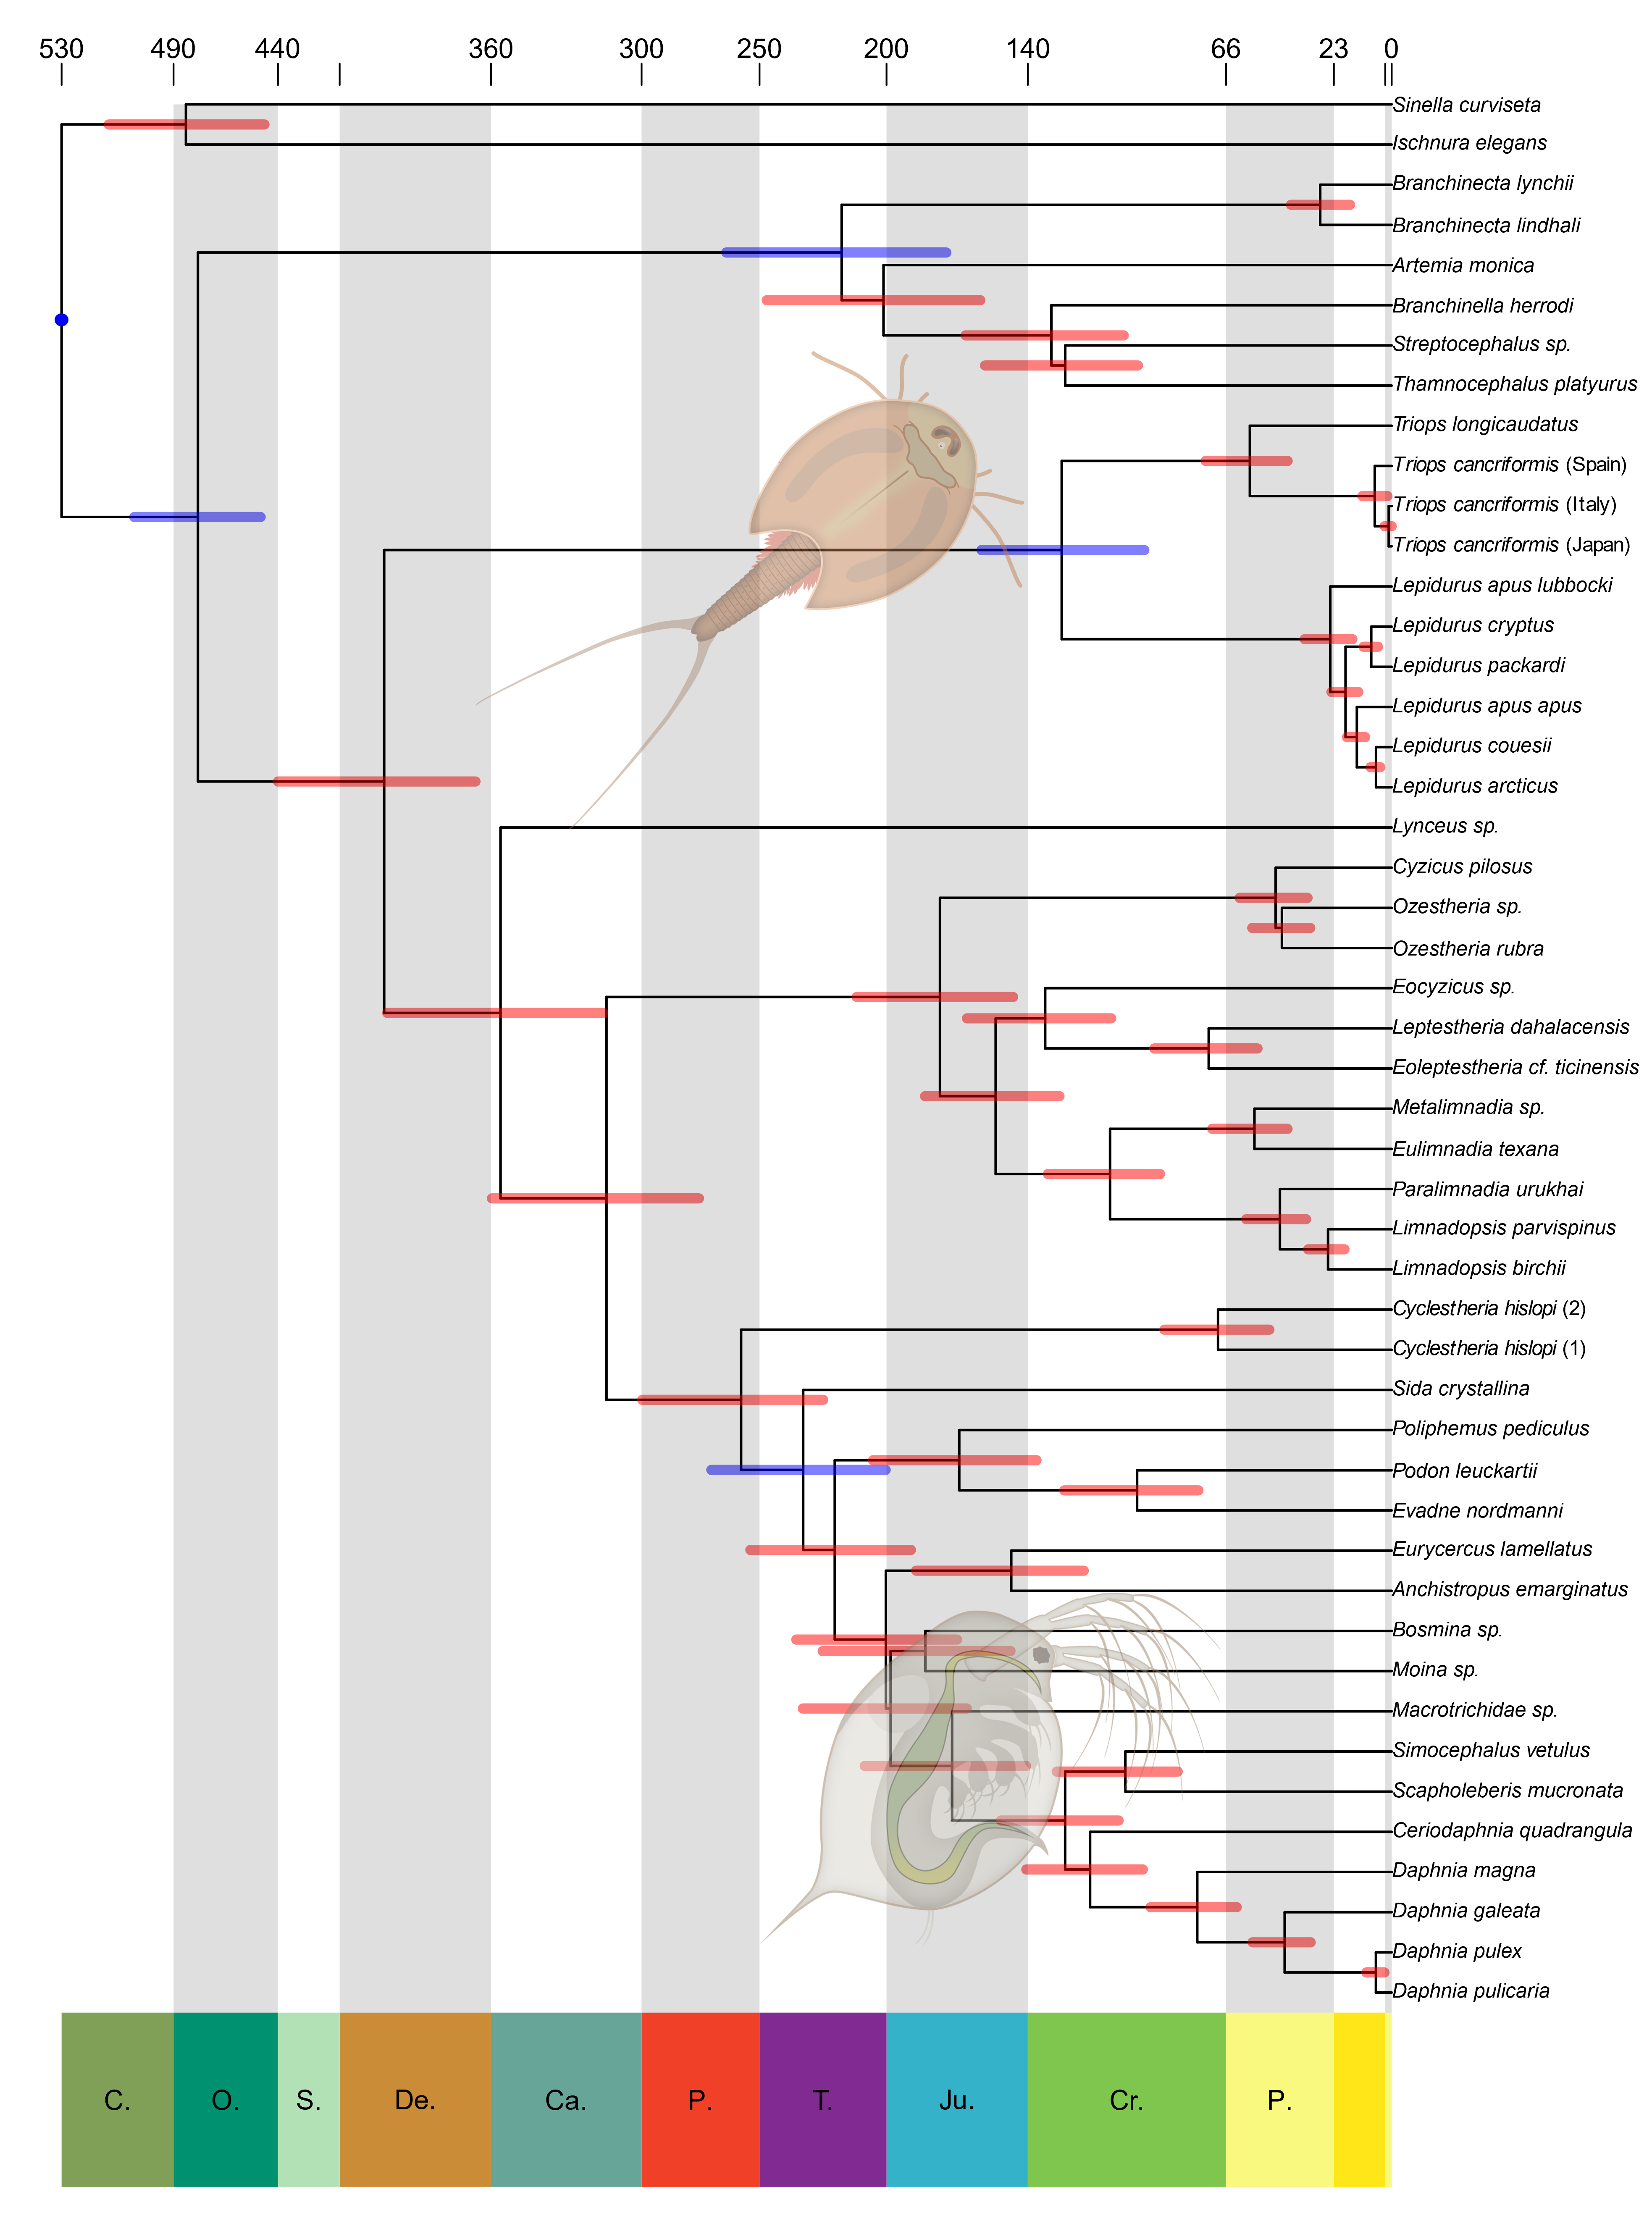 530 490 440 360 300 250 200 140 66 23 0
Sinella curviseta
Ischnura elegans
Branchinecta lynchii
Branchinecta lindhali
Artemia monica
Branchinella herrodi
Streptocephalus sp.
Thamnocephalus platyurus
Triops longicaudatus
Triops cancriformis (Spain)
Triops cancriformis (Italy)
Triops cancriformis (Japan)
Lepidurus apus lubbocki
Lepidurus cryptus
Lepidurus packardi
Lepidurus apus apus
Lepidurus couesii
Lepidurus arcticus
Lynceus sp.
Cyzicus pilosus
Ozestheria sp.
Ozestheria rubra
Eocyzicus sp.
Leptestheria dahalacensis
Eoleptestheria cf. ticinensis
Metalimnadia sp.
Eulimnadia texana
Paralimnadia urukhai
Limnadopsis parvispinus
Limnadopsis birchii
Cyclestheria hislopi (2)
Cyclestheria hislopi (1)
Sida crystallina
Poliphemus pediculus
Podon leuckartii
Evadne nordmanni
Eurycercus lamellatus
Anchistropus emarginatus
Bosmina sp.
Moina sp.
Macrotrichidae sp.
Simocephalus vetulus
Scapholeberis mucronata
Ceriodaphnia quadrangula
Daphnia magna
Daphnia galeata
Daphnia pulex
Daphnia pulicaria
C. O. S. De. Ca. P. T. Ju. Cr. P.